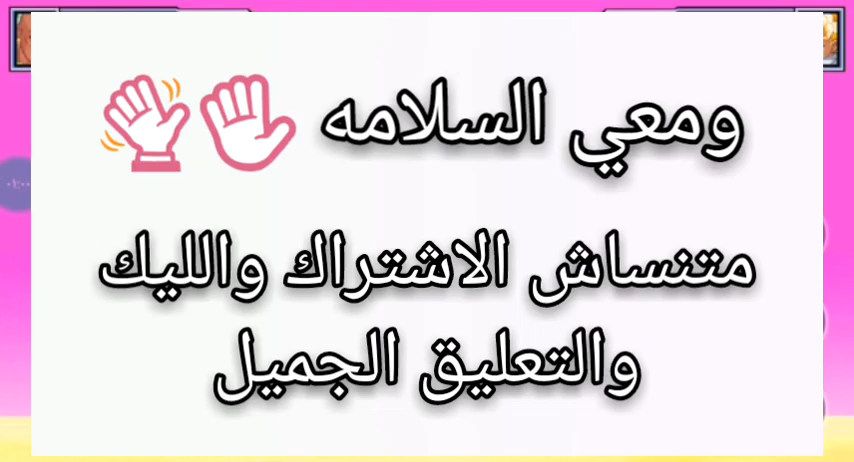 ومعي السلامه
متنساش الاشتراك والليك
والتعليق الجميل